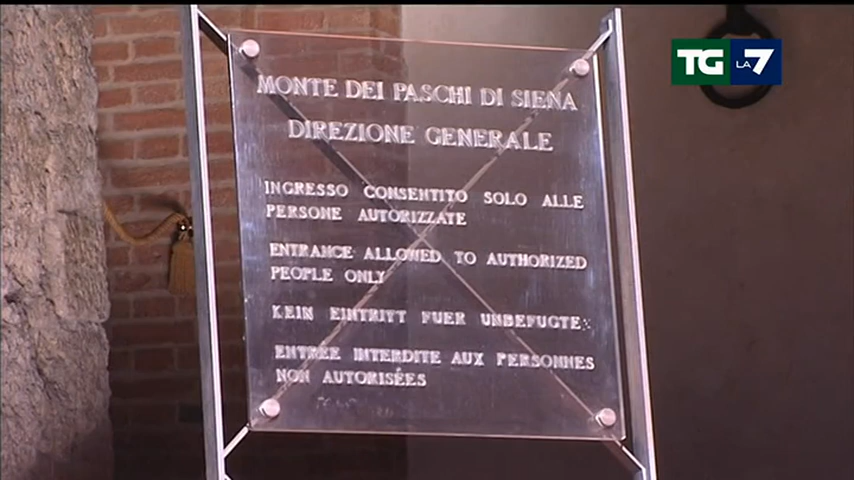 TG LA7
MONTE DEI PASCHI DI SIENA
DIREZIONE GENERALE
INGRESSO CONSENTITO SOLO ALLE
PERSONE AUTORIZZATE
ENTRANCE ALLOWED TO AUTHORIZED
PEOPLE ONLY
KEIN EINTRITT FUER UNBEFUGTE
ENTRÉE INTERDITE AUX PERSONNES
NON AUTORISÉES